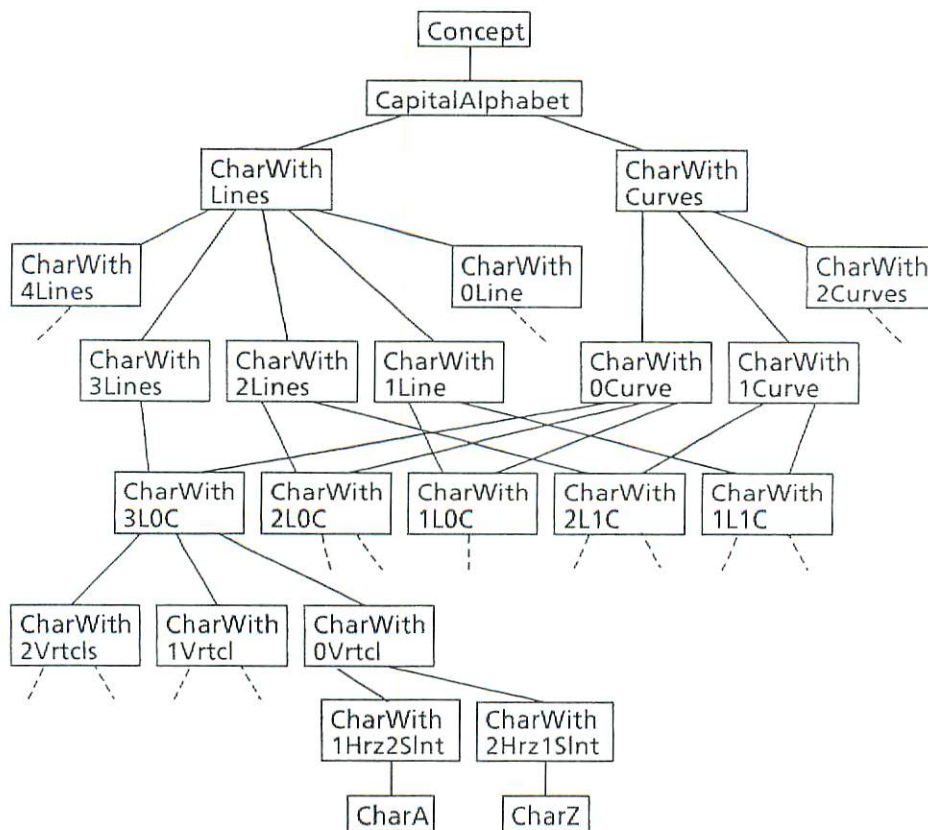 Concept
CapitalAlphabet
CharWith
Lines
CharWith
Curves
CharWith
4Lines
CharWith
0Line
CharWith
2Curves
CharWith
3Lines
CharWith
2Lines
CharWith
1Line
CharWith
0Curve
CharWith
1Curve
CharWith
3L0C
CharWith
2L0C
CharWith
1L0C
CharWith
2L1C
CharWith
1L1C
CharWith
2Vrtcls
CharWith
1Vrtcl
CharWith
0Vrtcl
CharWith
1Hrz2Slnt
CharWith
2Hrz1Slnt
CharA
CharZ